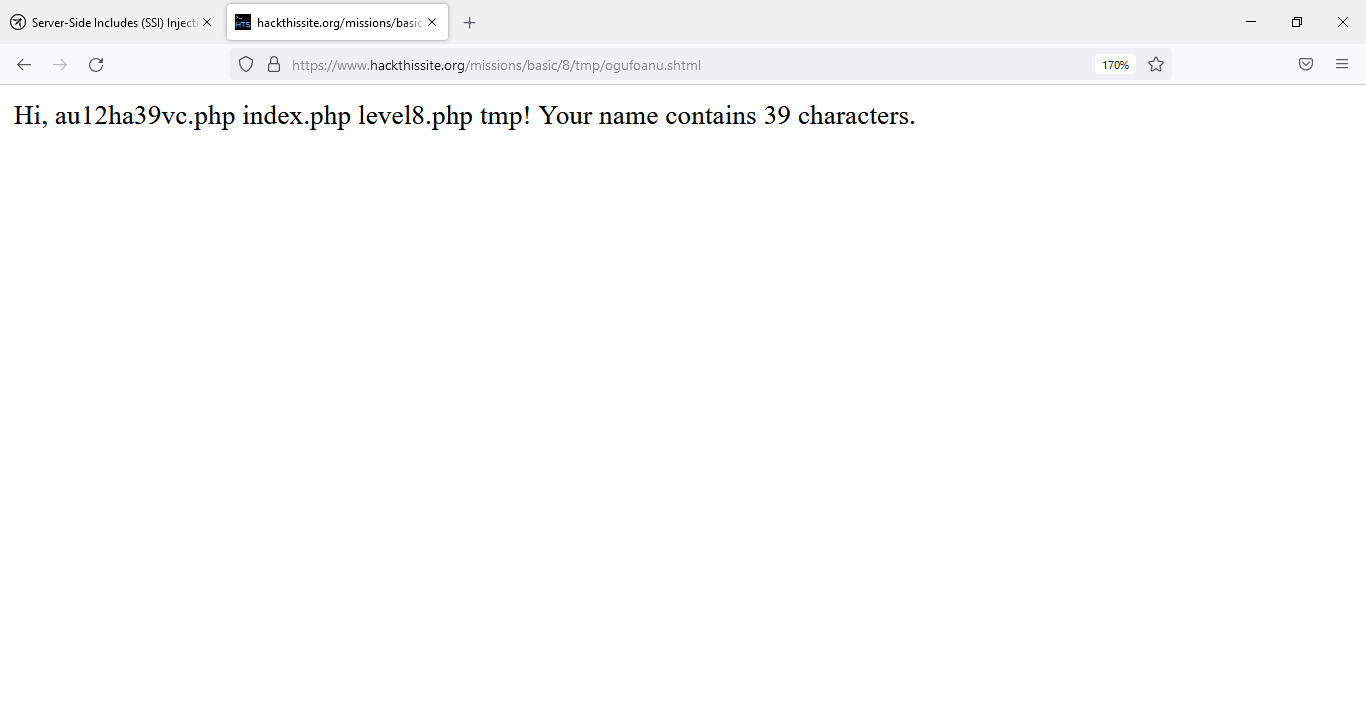 Server-Side Includes (SSI) Injecti
hackthissite.org/missions/basic
https://www.hackthissite.org/missions/basic/8/tmp/ogufoanu.shtml
170%
Hi, au12ha39vc.php index.php level8.php tmp! Your name contains 39 characters.